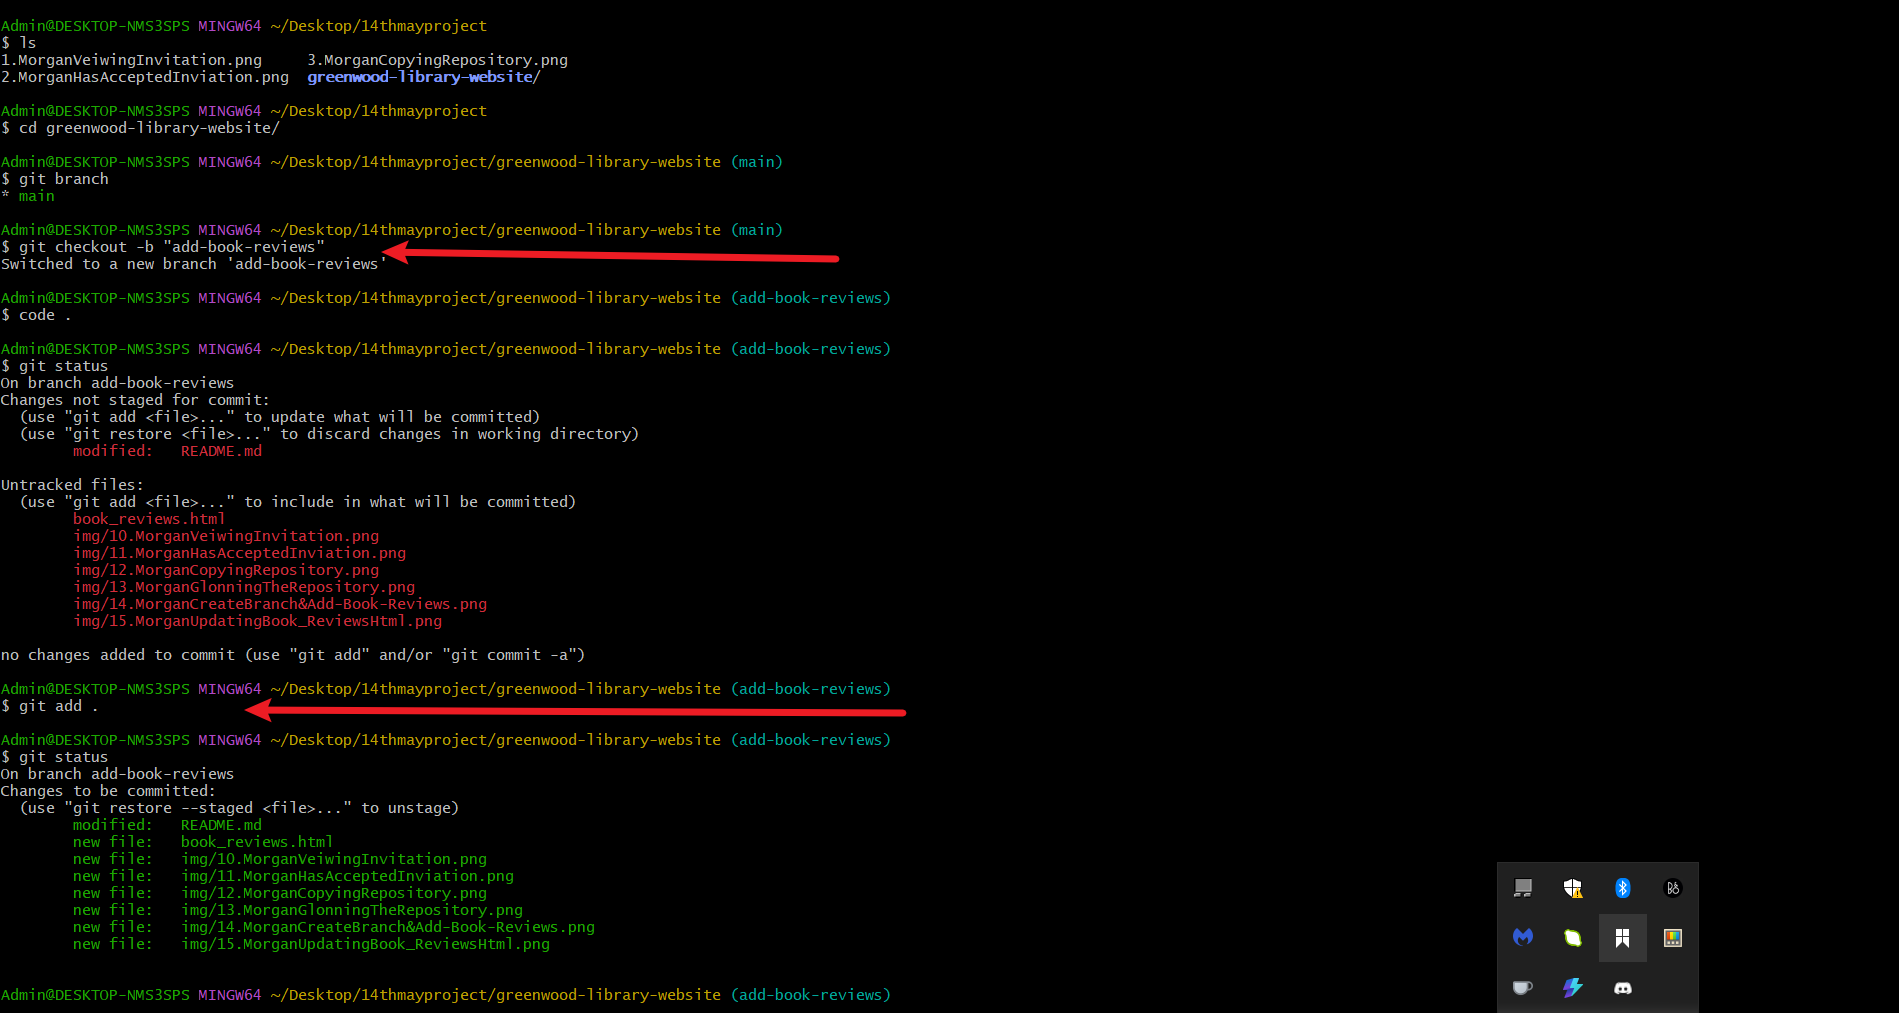 Admin@DESKTOP-NMS3SPS MINGW64 ~/Desktop/14thmayproject
$ ls
1.MorganVeiwingInvitation.png     3.MorganCopyingRepository.png
2.MorganHasAcceptedInviation.png  greenwood-library-website/
Admin@DESKTOP-NMS3SPS MINGW64 ~/Desktop/14thmayproject
$ cd greenwood-library-website/
Admin@DESKTOP-NMS3SPS MINGW64 ~/Desktop/14thmayproject/greenwood-library-website (main)
$ git branch
* main
Admin@DESKTOP-NMS3SPS MINGW64 ~/Desktop/14thmayproject/greenwood-library-website (main)
$ git checkout -b "add-book-reviews"
Switched to a new branch 'add-book-reviews'
Admin@DESKTOP-NMS3SPS MINGW64 ~/Desktop/14thmayproject/greenwood-library-website (add-book-reviews)
$ code .
Admin@DESKTOP-NMS3SPS MINGW64 ~/Desktop/14thmayproject/greenwood-library-website (add-book-reviews)
$ git status
On branch add-book-reviews
Changes not staged for commit:
  (use "git add <file>..." to update what will be committed)
  (use "git restore <file>..." to discard changes in working directory)
        modified:   README.md
Untracked files:
  (use "git add <file>..." to include in what will be committed)
        book_reviews.html
        img/10.MorganVeiwingInvitation.png
        img/11.MorganHasAcceptedInviation.png
        img/12.MorganCopyingRepository.png
        img/13.MorganGlonningTheRepository.png
        img/14.MorganCreateBranch&Add-Book-Reviews.png
        img/15.MorganUpdatingBook_ReviewsHtml.png
no changes added to commit (use "git add" and/or "git commit -a")
Admin@DESKTOP-NMS3SPS MINGW64 ~/Desktop/14thmayproject/greenwood-library-website (add-book-reviews)
$ git add .
Admin@DESKTOP-NMS3SPS MINGW64 ~/Desktop/14thmayproject/greenwood-library-website (add-book-reviews)
$ git status
On branch add-book-reviews
Changes to be committed:
  (use "git restore --staged <file>..." to unstage)
        modified:   README.md
        new file:   book_reviews.html
        new file:   img/10.MorganVeiwingInvitation.png
        new file:   img/11.MorganHasAcceptedInviation.png
        new file:   img/12.MorganCopyingRepository.png
        new file:   img/13.MorganGlonningTheRepository.png
        new file:   img/14.MorganCreateBranch&Add-Book-Reviews.png
        new file:   img/15.MorganUpdatingBook_ReviewsHtml.png
Admin@DESKTOP-NMS3SPS MINGW64 ~/Desktop/14thmayproject/greenwood-library-website (add-book-reviews)